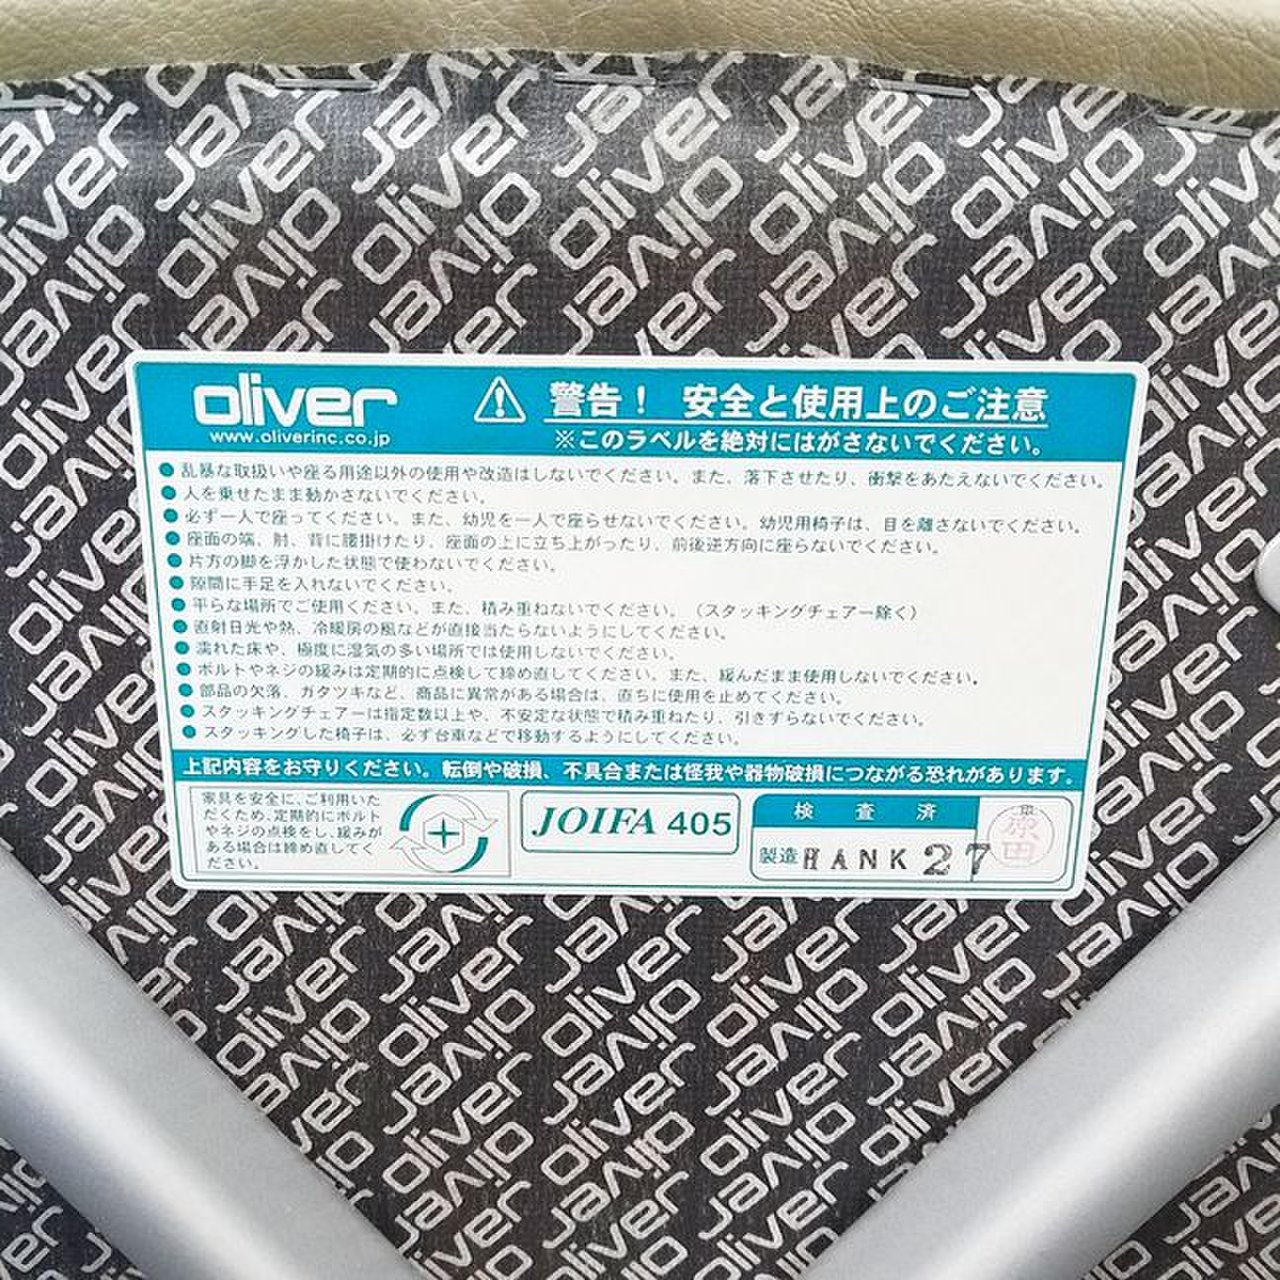 oliver
www.oliverinc.co.jp
警告！ 安全と使用上のご注意
※このラベルを絶対にはがさないでください。
●乱暴な取扱いや座る用途以外の使用や改造はしないでください。また、落下させたり、衝撃をあたえないでください。
●人を乗せたまま動かさないでください。
●必ず一人で座ってください。また、幼児を一人で座らせないでください。幼児用椅子は、目を離さないでください。
●座面の端、肘、背に腰掛けたり、座面の上に立ち上がったり、前後逆方向に座らないでください。
●片方の脚を浮かした状態で使わないでください。
●隙間に手足を入れないでください。
●平らな場所でご使用ください。また、積み重ねないでください。（スタッキングチェアー除く）
●直射日光や熱、冷暖房の風などが直接当たらないようにしてください。
●濡れた床や、極度に湿気の多い場所では使用しないでください。
●ボルトやネジの緩みは定期的に点検して締め直してください。また、緩んだまま使用しないでください。
●部品の欠落、ガタツキなど、商品に異常がある場合は、直ちに使用を止めてください。
●スタッキングチェアーは指定数以上や、不安定な状態で積み重ねたり、引きずらないでください。
●スタッキングした椅子は、必ず台車などで移動するようにしてください。
上記内容をお守りください。転倒や破損、不具合または怪我や器物破損につながる恐れがあります。
家具を安全に、ご利用いた
だくため、定期的にボルト
やネジの点検をし、緩みが
ある場合は締め直してく
ださい。
JOIFA 405
検査済
製造 HANK 27
原田